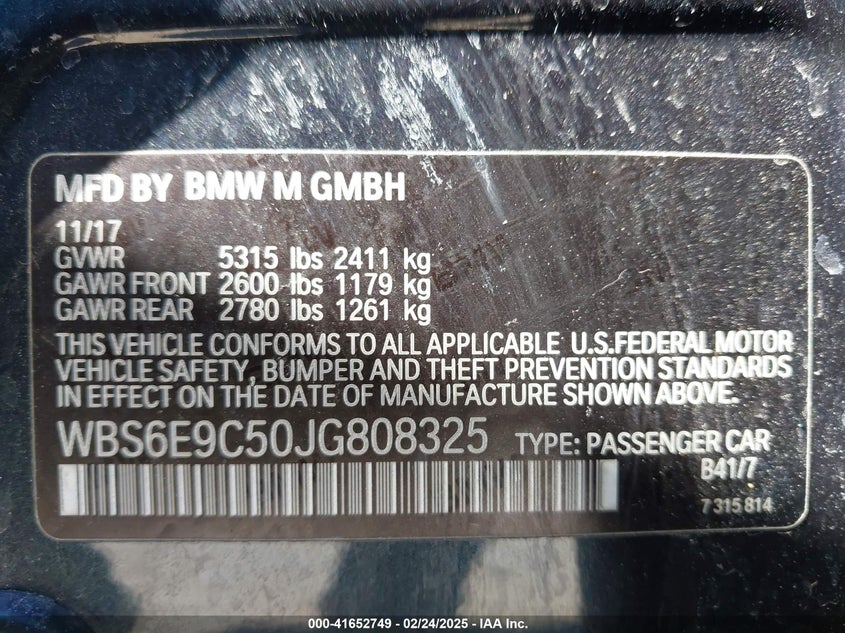 MFD BY BMW M GMBH
11/17
GVWR 5315 lbs 2411 kg
GAWR FRONT 2600 lbs 1179 kg
GAWR REAR 2780 lbs 1261 kg
THIS VEHICLE CONFORMS TO ALL APPLICABLE U.S.FEDERAL MOTOR
VEHICLE SAFETY, BUMPER AND THEFT PREVENTION STANDARDS
IN EFFECT ON THE DATE OF MANUFACTURE SHOWN ABOVE.
WBS6E9C50JG808325 TYPE: PASSENGER CAR
B41/7
7 315 814
000-41652749 - 02/24/2025 - IAA Inc.